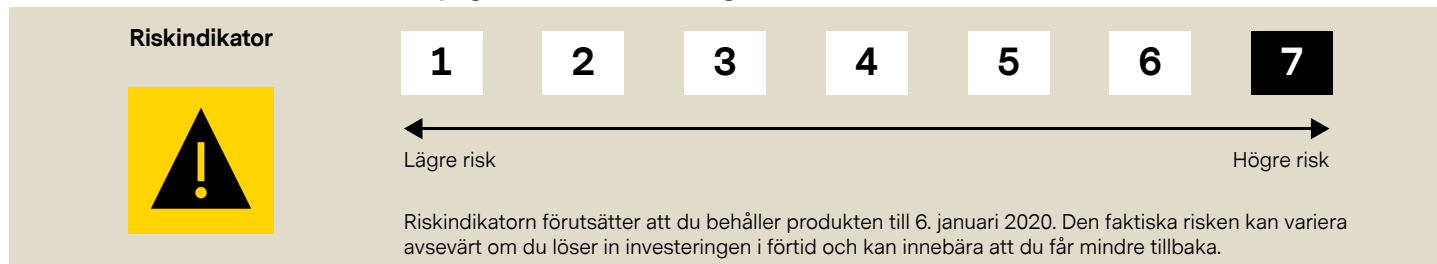 Riskindikator
1 2 3 4 5 6 7
Lägre risk Högre risk
Riskindikatorn förutsätter att du behåller produkten till 6. januari 2020. Den faktiska risken kan variera
avsevärt om du löser in investeringen i förtid och kan innebära att du får mindre tillbaka.